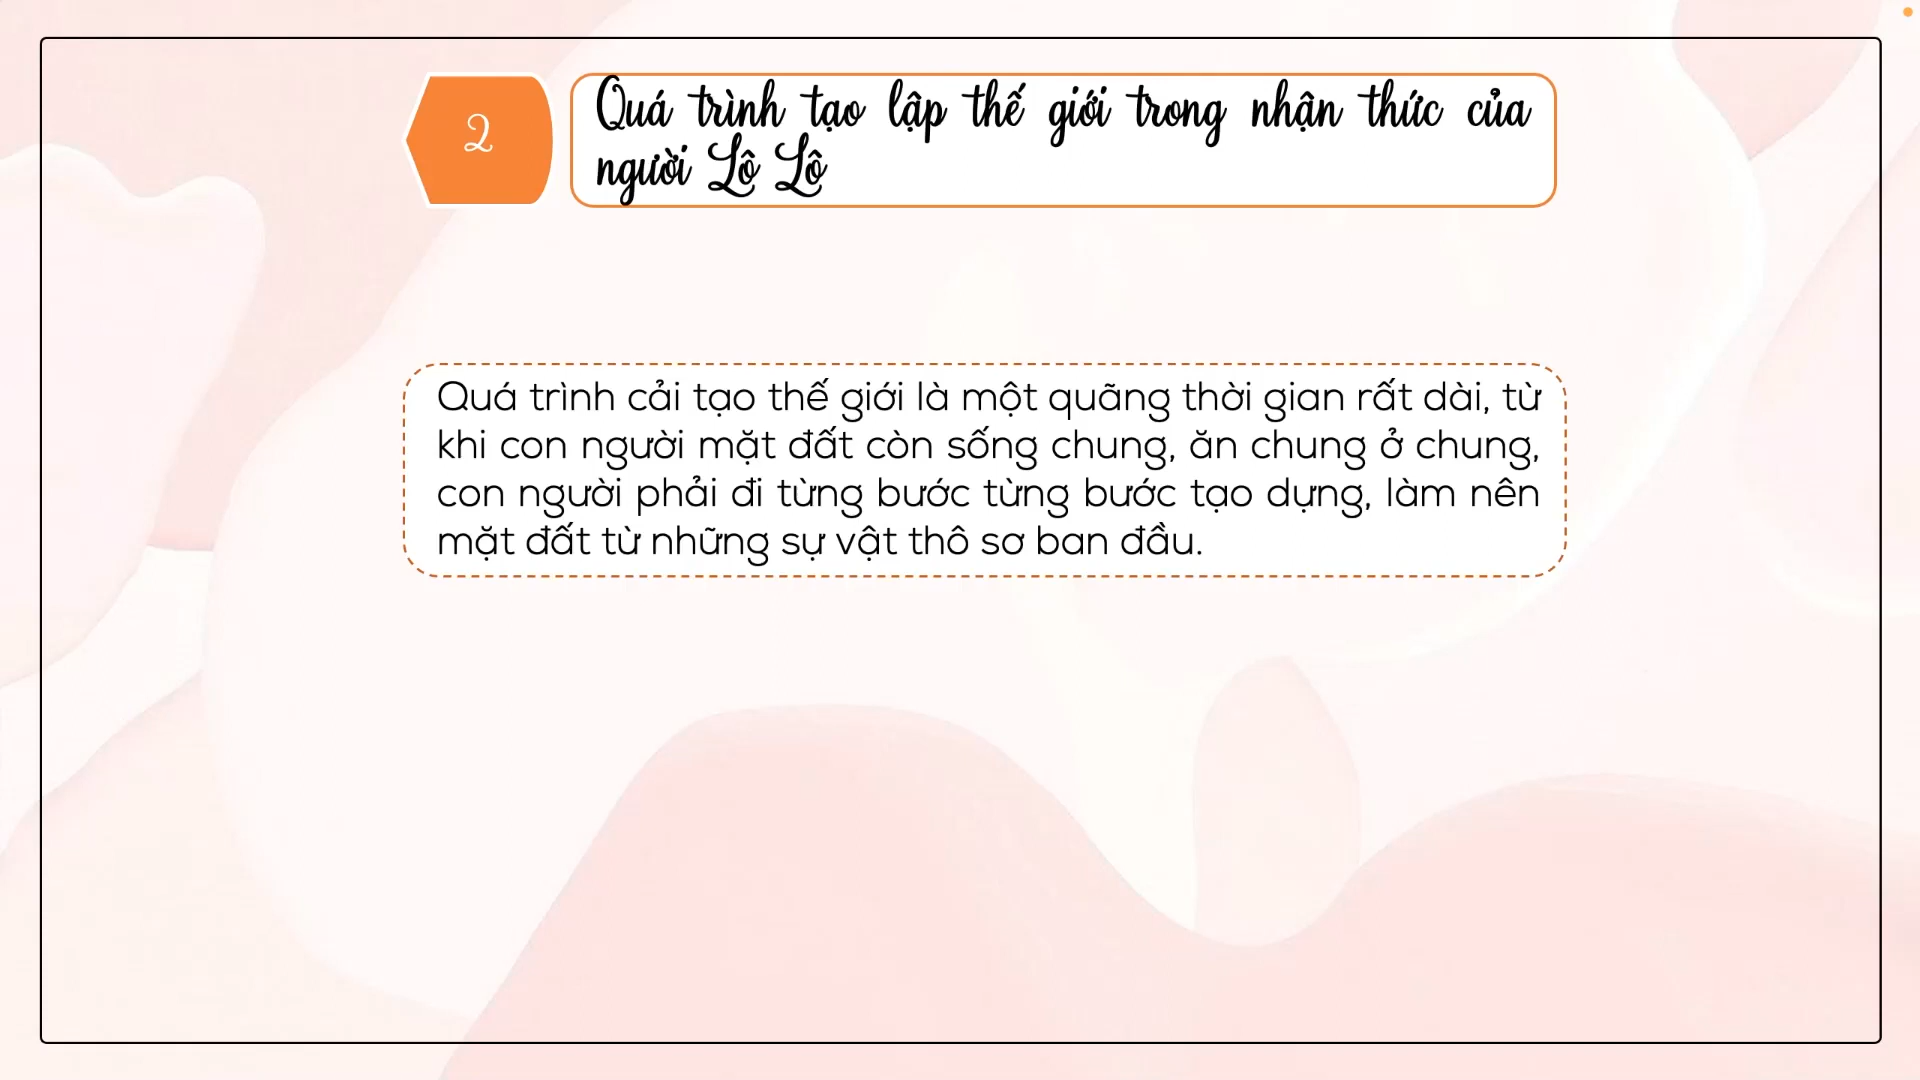 2
Quá trình tạo lập thế giới trong nhận thức của
người Lô Lô
Quá trình cải tạo thế giới là một quãng thời gian rất dài, từ
khi con người mặt đất còn sống chung, ăn chung ở chung,
con người phải đi từng bước từng bước tạo dựng, làm nên
mặt đất từ những sự vật thô sơ ban đầu.